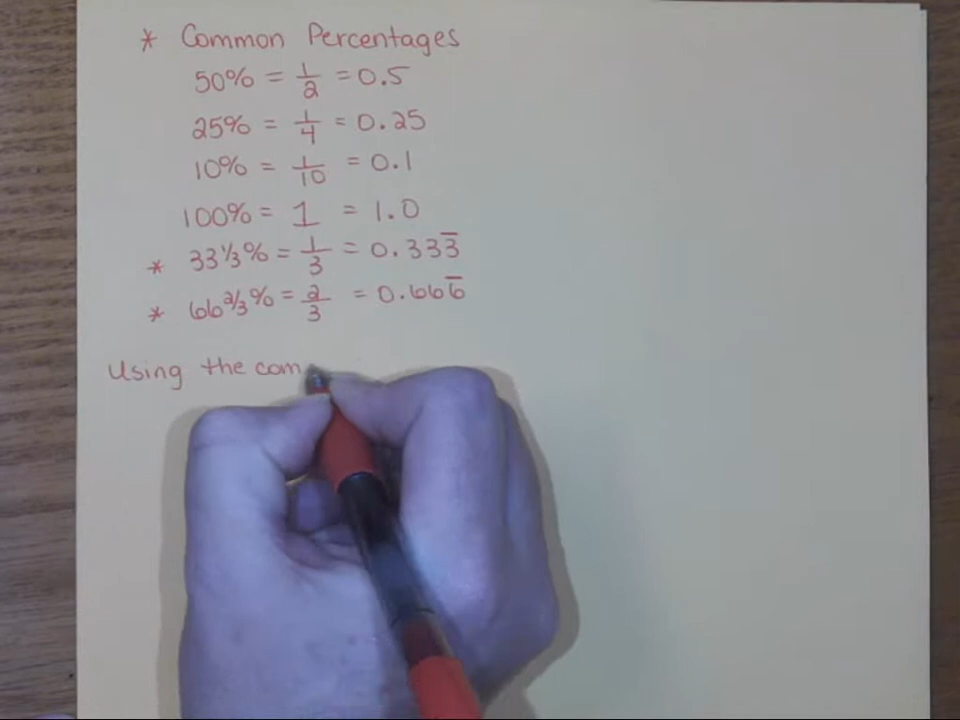 * Common Percentages
50% = 1/2 = 0.5
25% = 1/4 = 0.25
10% = 1/10 = 0.1
100% = 1 = 1.0
* 33 1/3% = 1/3 = 0.333̅
* 66 2/3% = 2/3 = 0.666̅
Using the com